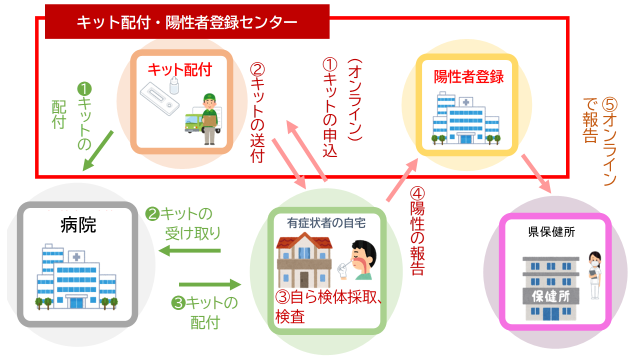 キット配付・陽性者登録センター
キット配付
❶キットの
配付
②キットの送付
①キットの申込
（オンライン）
陽性者登録
⑤オンライン
で報告
病院
❷キットの
受け取り
❸キットの
配付
有症状者の自宅
③自ら検体採取、
検査
④陽性の報告
県保健所
保健所